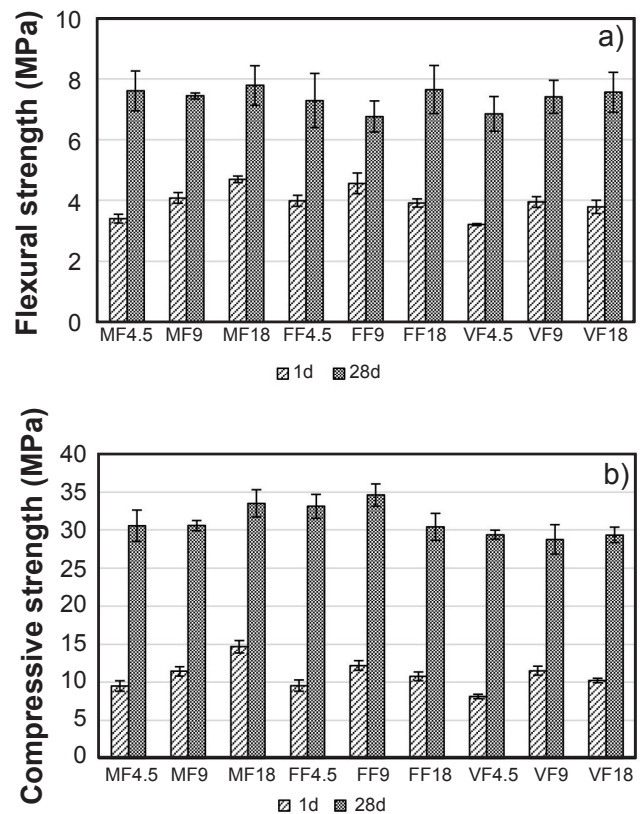 Flexural strength (MPa)
10
8
6
4
2
0
a)
MF4.5 MF9 MF18 FF4.5 FF9 FF18 VF4.5 VF9 VF18
1d 28d
Compressive strength (MPa)
40
35
30
25
20
15
10
5
0
b)
MF4.5 MF9 MF18 FF4.5 FF9 FF18 VF4.5 VF9 VF18
1d 28d